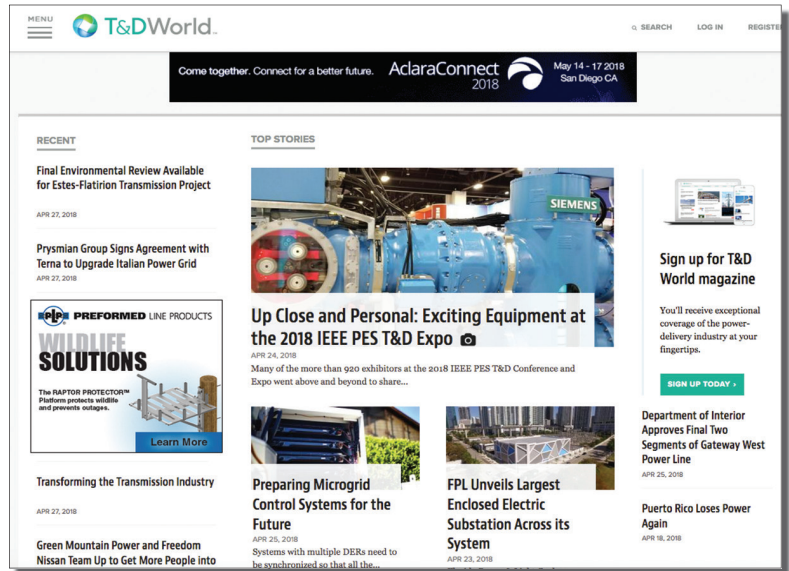 MENU
T&DWorld
SEARCH
LOG IN
REGISTER
Come together. Connect for a better future.
AclaraConnect
2018
May 14 - 17 2018
San Diego CA
RECENT
Final Environmental Review Available
for Estes-Flatirion Transmission Project
APR 27, 2018
Prysmian Group Signs Agreement with
Terna to Upgrade Italian Power Grid
APR 27, 2018
PLP PREFORMED LINE PRODUCTS
WILDLIFE
SOLUTIONS
The RAPTOR PROTECTOR™
Platform protects wildlife
and prevents outages.
Learn More
Transforming the Transmission Industry
APR 27, 2018
Green Mountain Power and Freedom
Nissan Team Up to Get More People into
TOP STORIES
SIEMENS
Up Close and Personal: Exciting Equipment at
the 2018 IEEE PES T&D Expo
APR 24, 2018
Many of the more than 920 exhibitors at the 2018 IEEE PES T&D Conference and
Expo went above and beyond to share...
Preparing Microgrid
Control Systems for the
Future
APR 25, 2018
Systems with multiple DERs need to
be synchronized so that all the...
FPL Unveils Largest
Enclosed Electric
Substation Across its
System
APR 23, 2018
Sign up for T&D
World magazine
You'll receive exceptional
coverage of the power-
delivery industry at your
fingertips.
SIGN UP TODAY ›
Department of Interior
Approves Final Two
Segments of Gateway West
Power Line
APR 25, 2018
Puerto Rico Loses Power
Again
APR 18, 2018